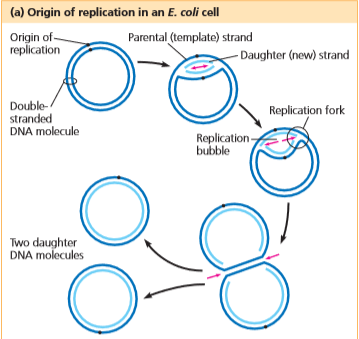 (a) Origin of replication in an E. coli cell
Origin of
replication
Parental (template) strand
Daughter (new) strand
Double-
stranded
DNA molecule
Replication fork
Replication
bubble
Two daughter
DNA molecules